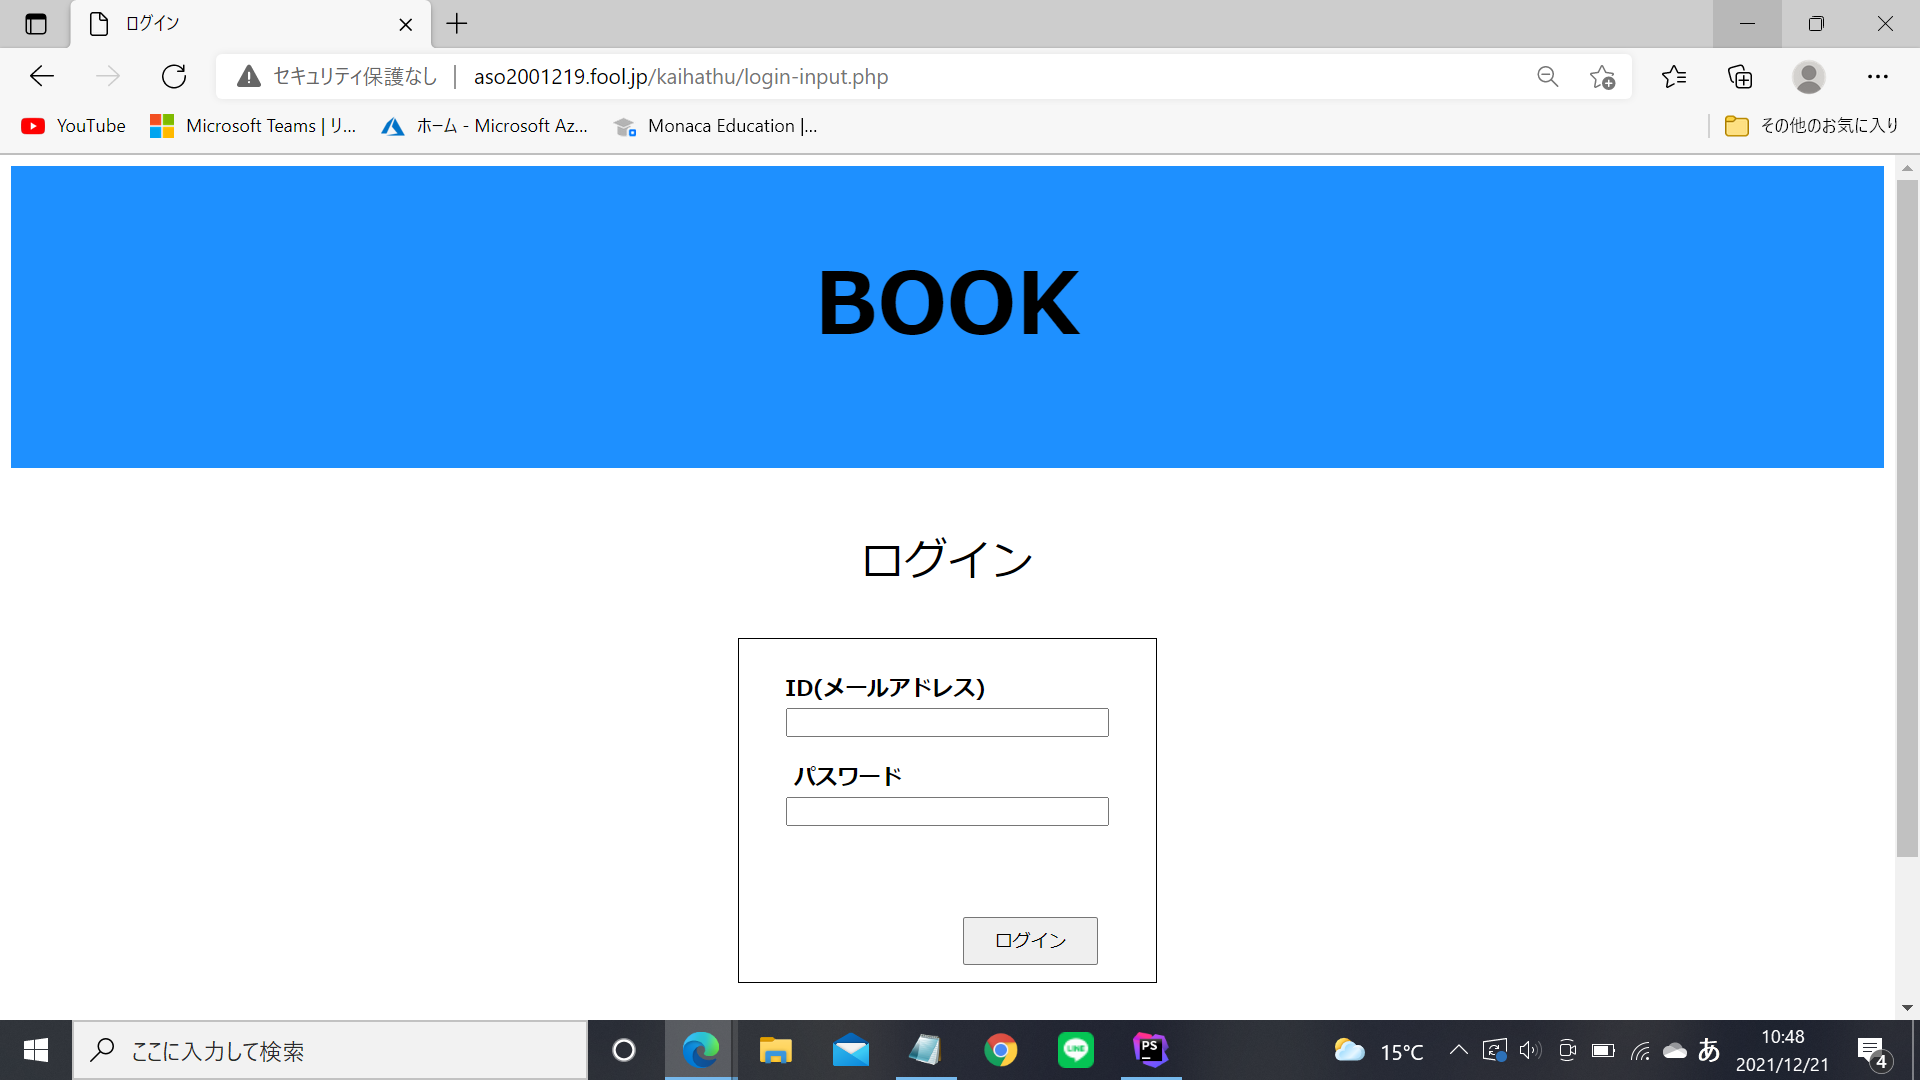 ログイン
セキュリティ保護なし
aso2001219.fool.jp/kaihathu/login-input.php
YouTube
Microsoft Teams | リ...
ホーム - Microsoft Az...
Monaca Education |...
その他のお気に入り
BOOK
ログイン
ID(メールアドレス)
パスワード
ログイン
ここに入力して検索
LINE
PS
15°C
あ
10:48
2021/12/21
4